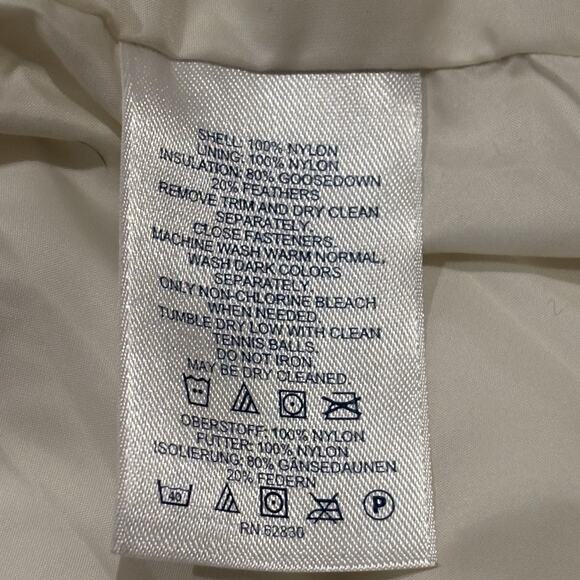 SHELL: 100% NYLON
LINING: 100% NYLON
INSULATION: 80% GOOSEDOWN
20% FEATHERS
REMOVE TRIM AND DRY CLEAN
SEPARATELY.
CLOSE FASTENERS.
MACHINE WASH WARM NORMAL,
WASH DARK COLORS
SEPARATELY.
ONLY NON-CHLORINE BLEACH
WHEN NEEDED.
TUMBLE DRY LOW WITH CLEAN
TENNIS BALLS.
DO NOT IRON.
MAY BE DRY CLEANED.
OBERSTOFF: 100% NYLON
FUTTER: 100% NYLON
ISOLIERUNG: 80% GÄNSEDAUNEN
20% FEDERN
40 P
RN 62830